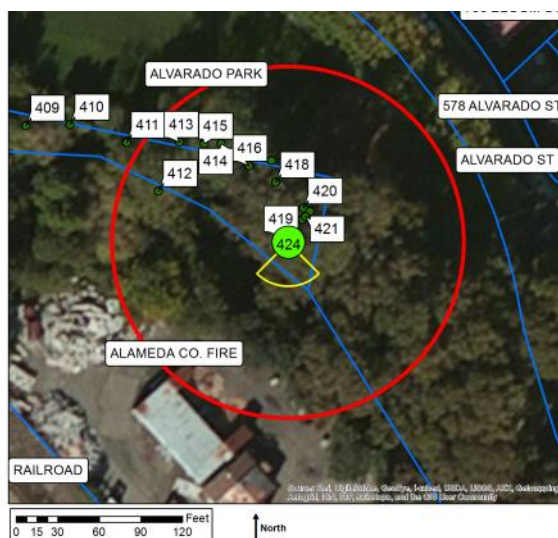 ALVARADO PARK
409
410
411
413
415
578 ALVARADO ST
414
416
ALVARADO ST
412
418
420
419
421
424
ALAMEDA CO. FIRE
RAILROAD
Feet
0 15 30 60 90 120
North